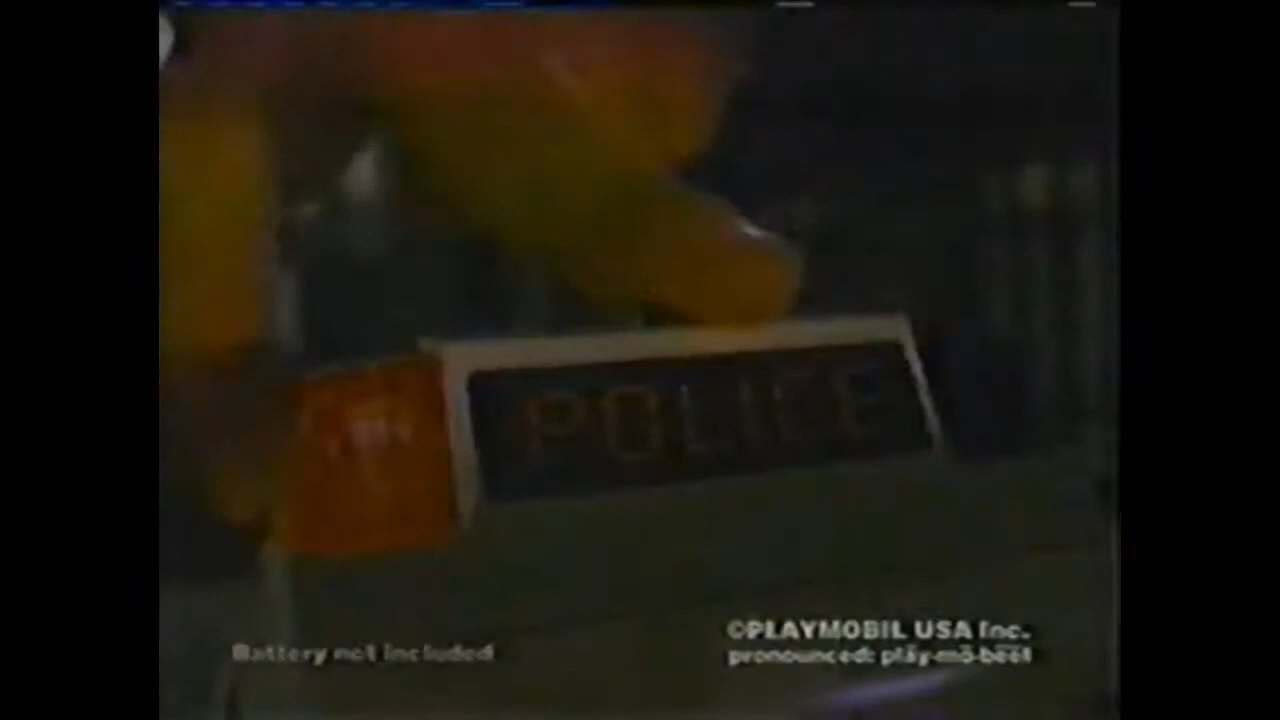 POLICE
Battery not included
©PLAYMOBIL USA Inc.
pronounced: play-mō-bēēl